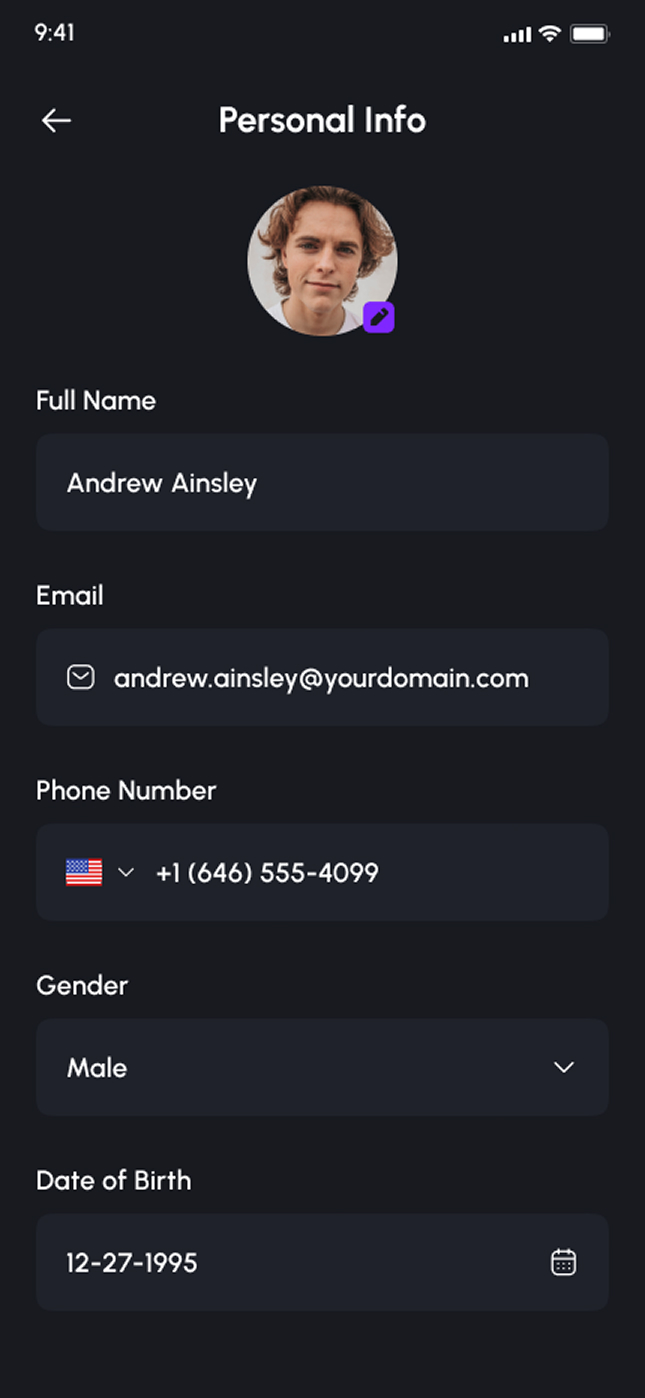 9:41
Personal Info
Full Name
Andrew Ainsley
Email
andrew.ainsley@yourdomain.com
Phone Number
+1 (646) 555-4099
Gender
Male
Date of Birth
12-27-1995